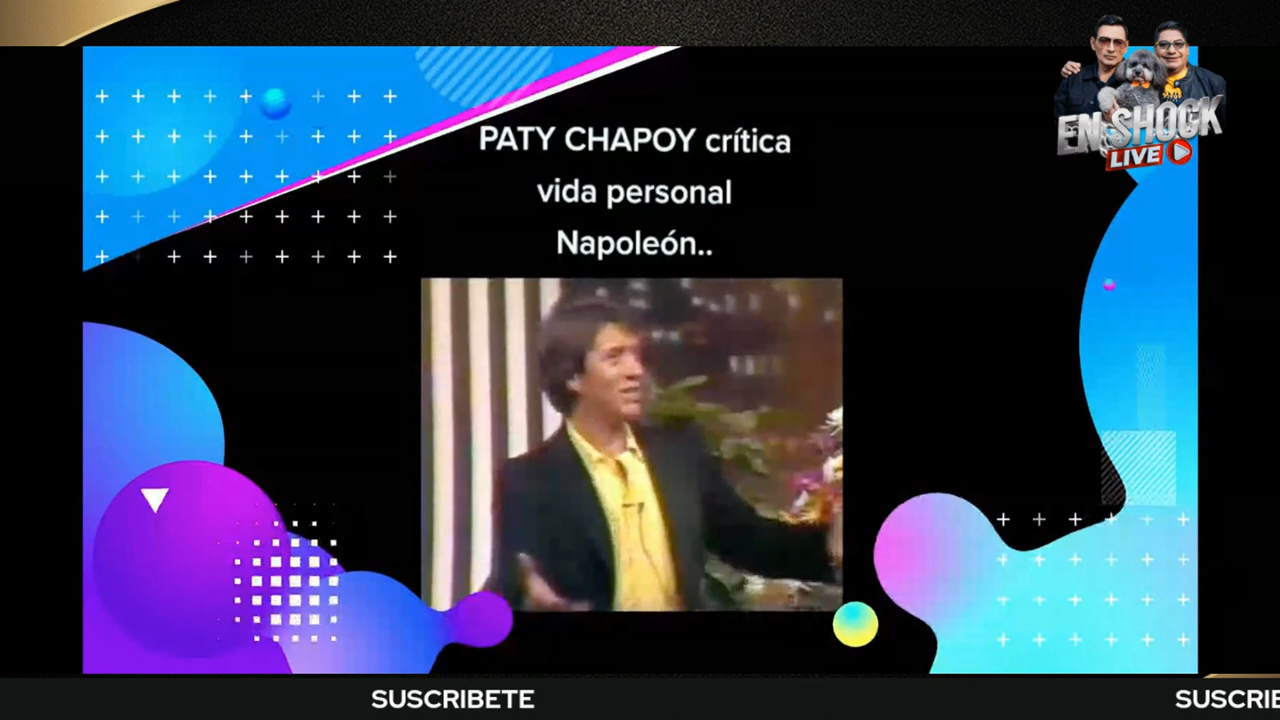 EN SHOCK
LIVE
PATY CHAPOY crítica
vida personal
Napoleón..
SUSCRIBETE
SUSCRIB